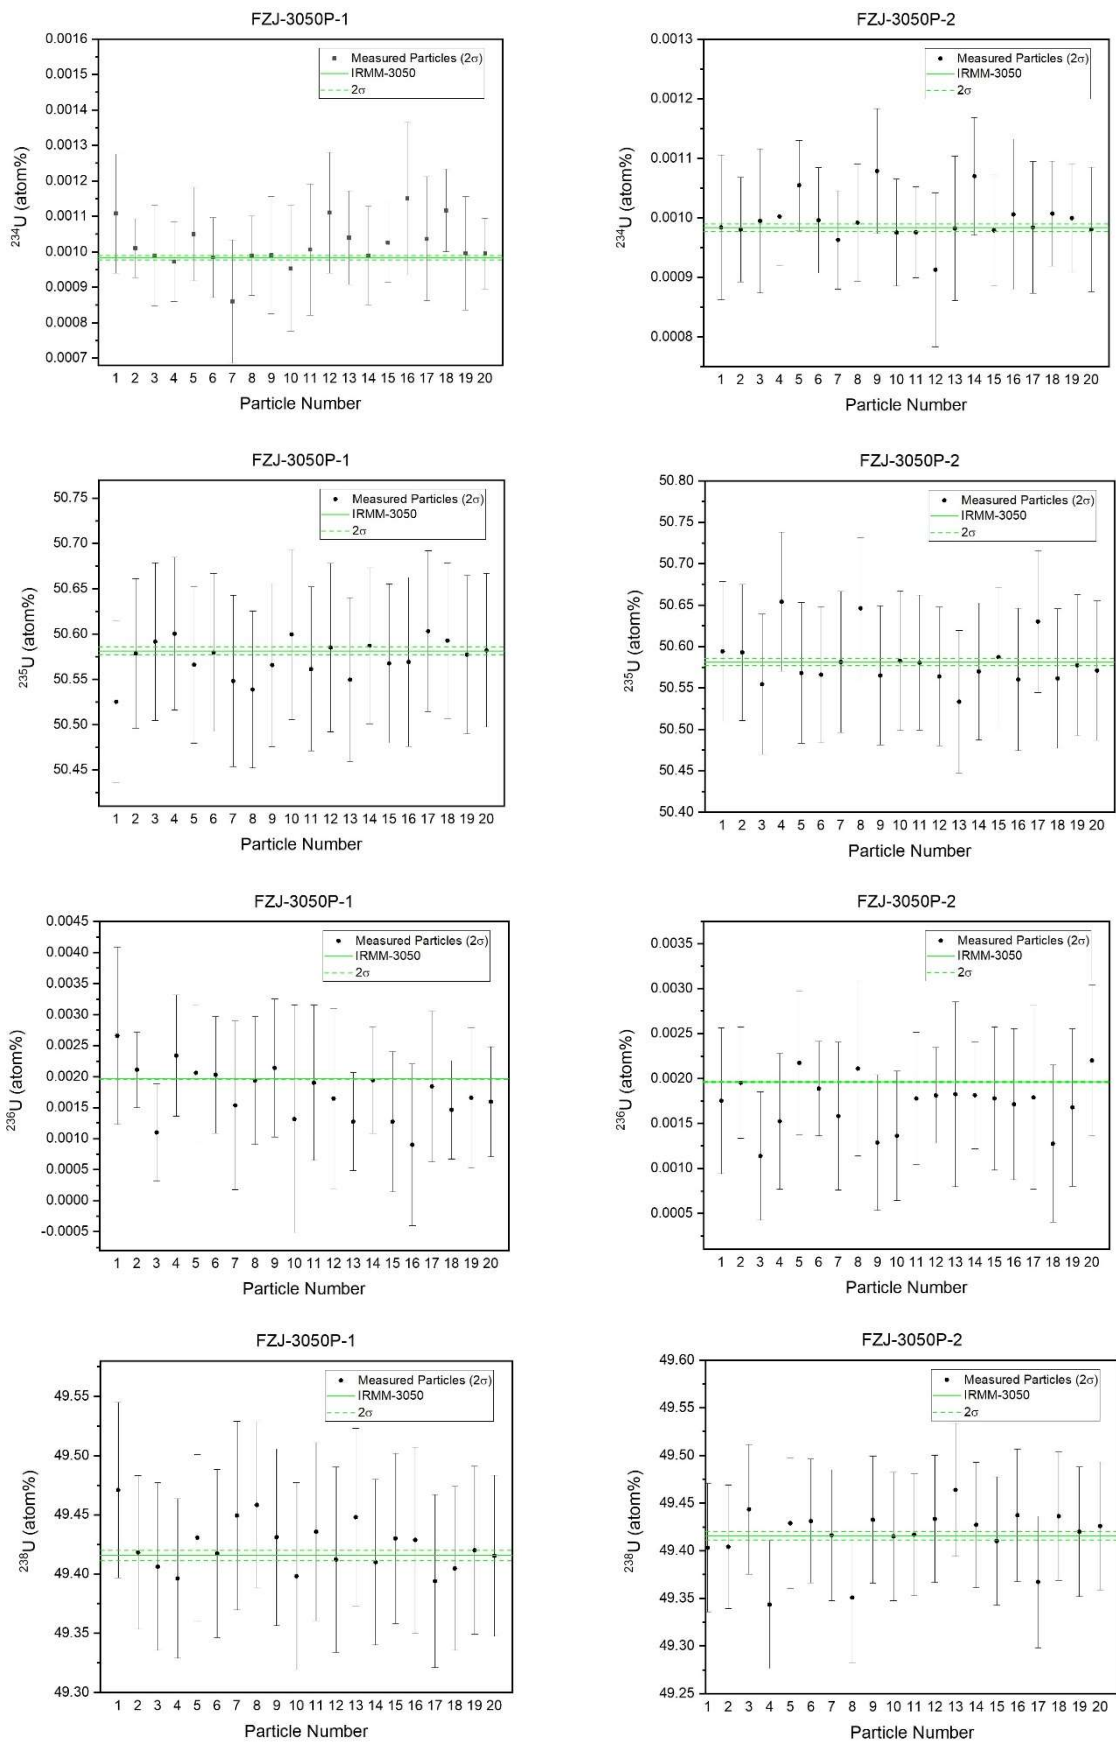 FZJ-3050P-1
0.0016
0.0015
0.0014
0.0013
0.0012
0.0011
0.0010
0.0009
0.0008
0.0007
²³⁴U (atom%)
Measured Particles (2σ)
IRMM-3050
2σ
1 2 3 4 5 6 7 8 9 10 11 12 13 14 15 16 17 18 19 20
Particle Number
FZJ-3050P-2
0.0013
0.0012
0.0011
0.0010
0.0009
0.0008
²³⁴U (atom%)
Measured Particles (2σ)
IRMM-3050
2σ
1 2 3 4 5 6 7 8 9 10 11 12 13 14 15 16 17 18 19 20
Particle Number
FZJ-3050P-1
50.75
50.70
50.65
50.60
50.55
50.50
50.45
²³⁵U (atom%)
Measured Particles (2σ)
IRMM-3050
2σ
1 2 3 4 5 6 7 8 9 10 11 12 13 14 15 16 17 18 19 20
Particle Number
FZJ-3050P-2
50.80
50.75
50.70
50.65
50.60
50.55
50.50
50.45
50.40
²³⁵U (atom%)
Measured Particles (2σ)
IRMM-3050
2σ
1 2 3 4 5 6 7 8 9 10 11 12 13 14 15 16 17 18 19 20
Particle Number
FZJ-3050P-1
0.0045
0.0040
0.0035
0.0030
0.0025
0.0020
0.0015
0.0010
0.0005
0.0000
-0.0005
²³⁶U (atom%)
Measured Particles (2σ)
IRMM-3050
2σ
1 2 3 4 5 6 7 8 9 10 11 12 13 14 15 16 17 18 19 20
Particle Number
FZJ-3050P-2
0.0035
0.0030
0.0025
0.0020
0.0015
0.0010
0.0005
²³⁶U (atom%)
Measured Particles (2σ)
IRMM-3050
2σ
1 2 3 4 5 6 7 8 9 10 11 12 13 14 15 16 17 18 19 20
Particle Number
FZJ-3050P-1
49.55
49.50
49.45
49.40
49.35
49.30
²³⁸U (atom%)
Measured Particles (2σ)
IRMM-3050
2σ
1 2 3 4 5 6 7 8 9 10 11 12 13 14 15 16 17 18 19 20
Particle Number
FZJ-3050P-2
49.60
49.55
49.50
49.45
49.40
49.35
49.30
49.25
²³⁸U (atom%)
Measured Particles (2σ)
IRMM-3050
2σ
1 2 3 4 5 6 7 8 9 10 11 12 13 14 15 16 17 18 19 20
Particle Number